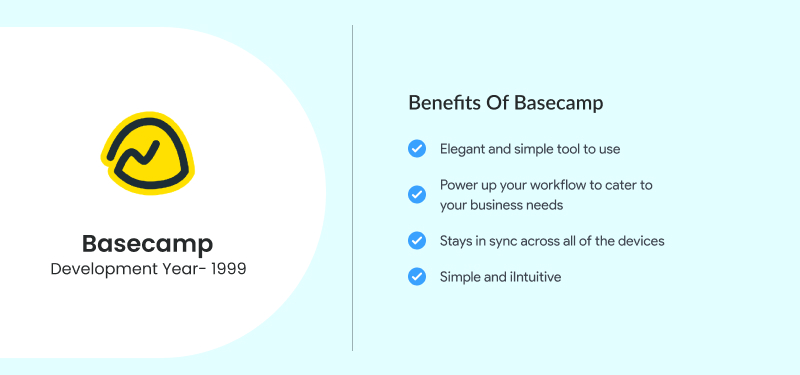 Basecamp
Development Year- 1999
Benefits Of Basecamp
Elegant and simple tool to use
Power up your workflow to cater to
your business needs
Stays in sync across all of the devices
Simple and iIntuitive